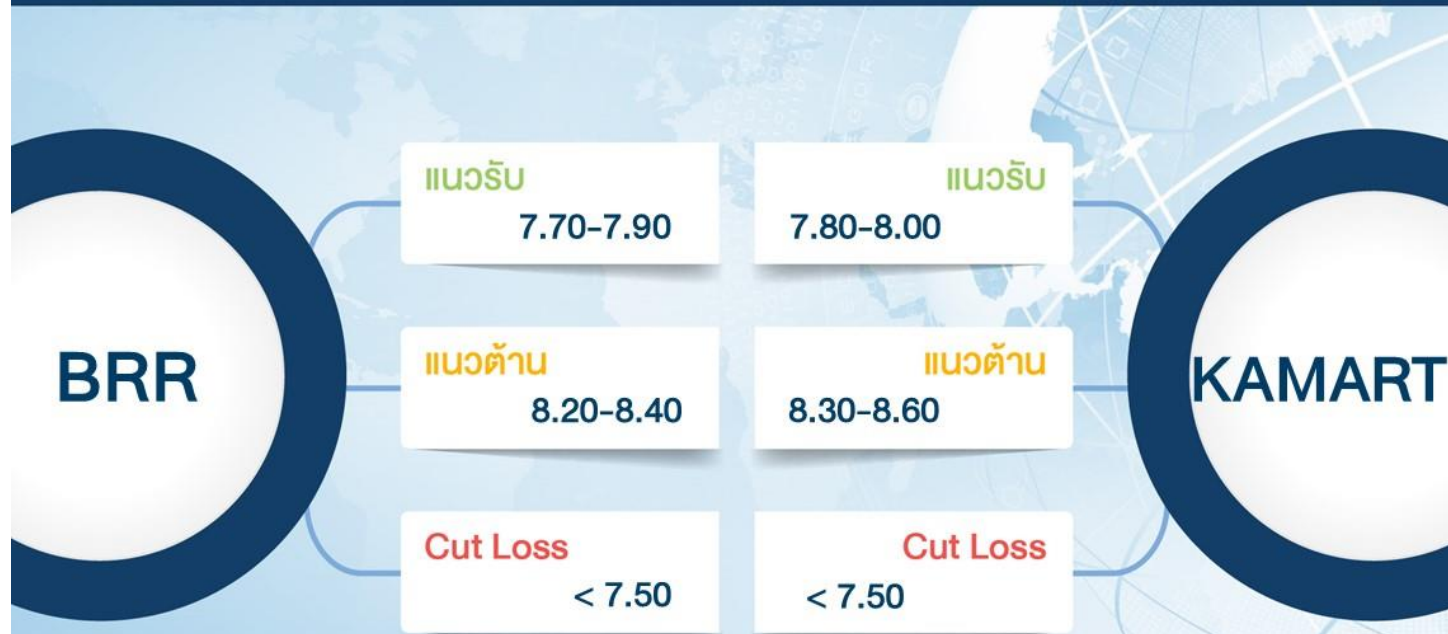 BRR
แนวรับ
7.70-7.90
แนวต้าน
8.20-8.40
Cut Loss
< 7.50
แนวรับ
7.80-8.00
แนวต้าน
8.30-8.60
Cut Loss
< 7.50
KAMART